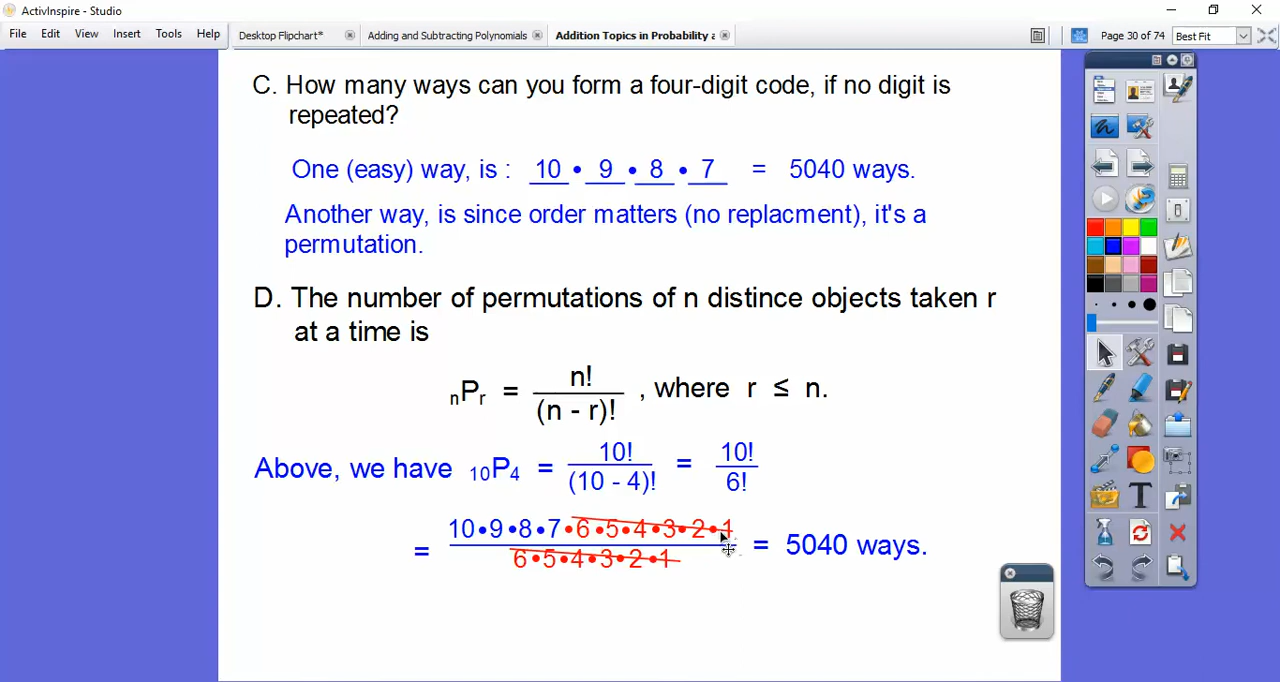 ActivInspire - Studio
File Edit View Insert Tools Help
Desktop Flipchart* Adding and Subtracting Polynomials Addition Topics in Probability a
Page 30 of 74 Best Fit
C. How many ways can you form a four-digit code, if no digit is
repeated?
One (easy) way, is : 10 • 9 • 8 • 7 = 5040 ways.
Another way, is since order matters (no replacment), it's a
permutation.
D. The number of permutations of n distince objects taken r
at a time is
nPr = n! / (n - r)! , where r ≤ n.
Above, we have 10P4 = 10! / (10 - 4)! = 10! / 6!
= 10•9•8•7•6•5•4•3•2•1 / 6•5•4•3•2•1 = 5040 ways.